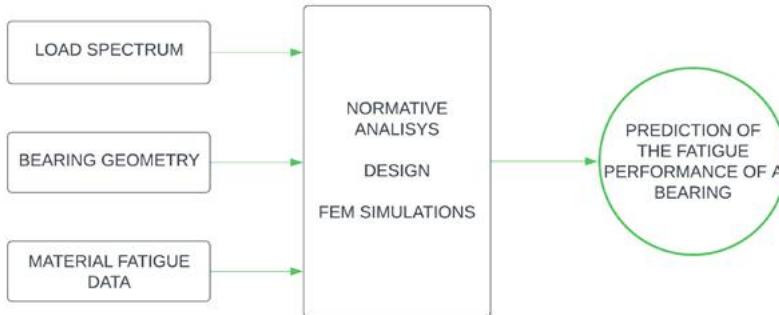 LOAD SPECTRUM
BEARING GEOMETRY
MATERIAL FATIGUE
DATA
NORMATIVE
ANALISYS
DESIGN
FEM SIMULATIONS
PREDICTION OF
THE FATIGUE
PERFORMANCE OF A
BEARING